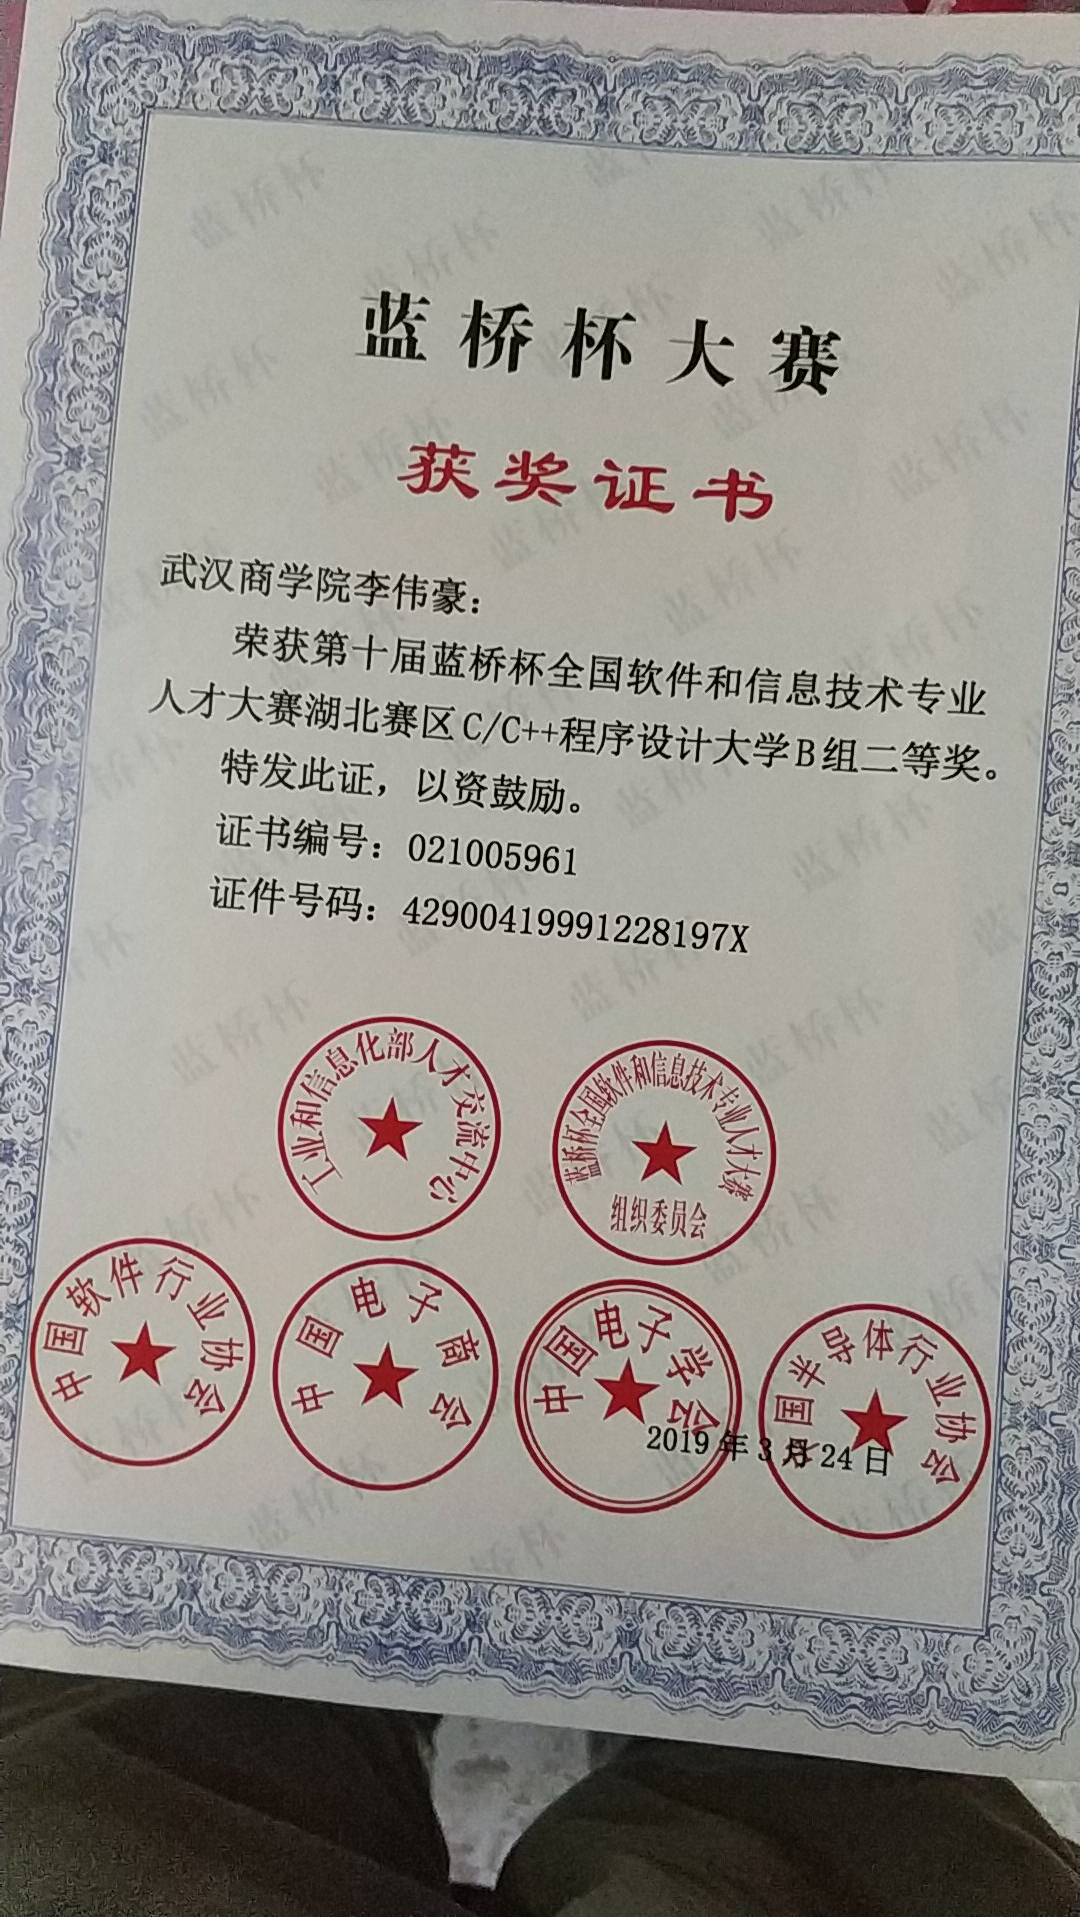 蓝桥杯大赛
获奖证书
武汉商学院李伟豪：
荣获第十届蓝桥杯全国软件和信息技术专业
人才大赛湖北赛区C/C++程序设计大学B组二等奖。
特发此证，以资鼓励。
证书编号：021005961
证件号码：42900419991228197X
工业和信息化部人才交流中心
蓝桥杯全国软件和信息技术专业人才大赛
组织委员会
中国软件行业协会
中国电子商会
中国电子学会
中国半导体行业协会
2019年3月24日